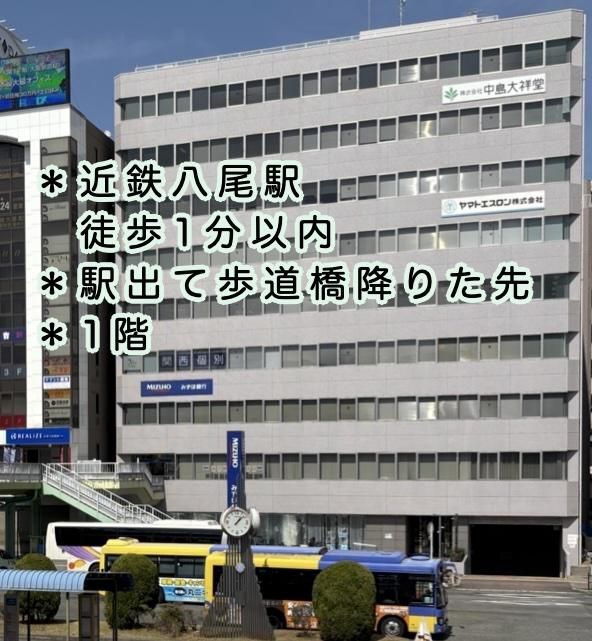 株式会社 中島大祥堂
＊近鉄八尾駅
徒歩1分以内
ヤマトエスロン株式会社
＊駅出て歩道橋降りた先
＊1階
関西個別
MIZUHO みずほ銀行
REALIZE
MIZUHO